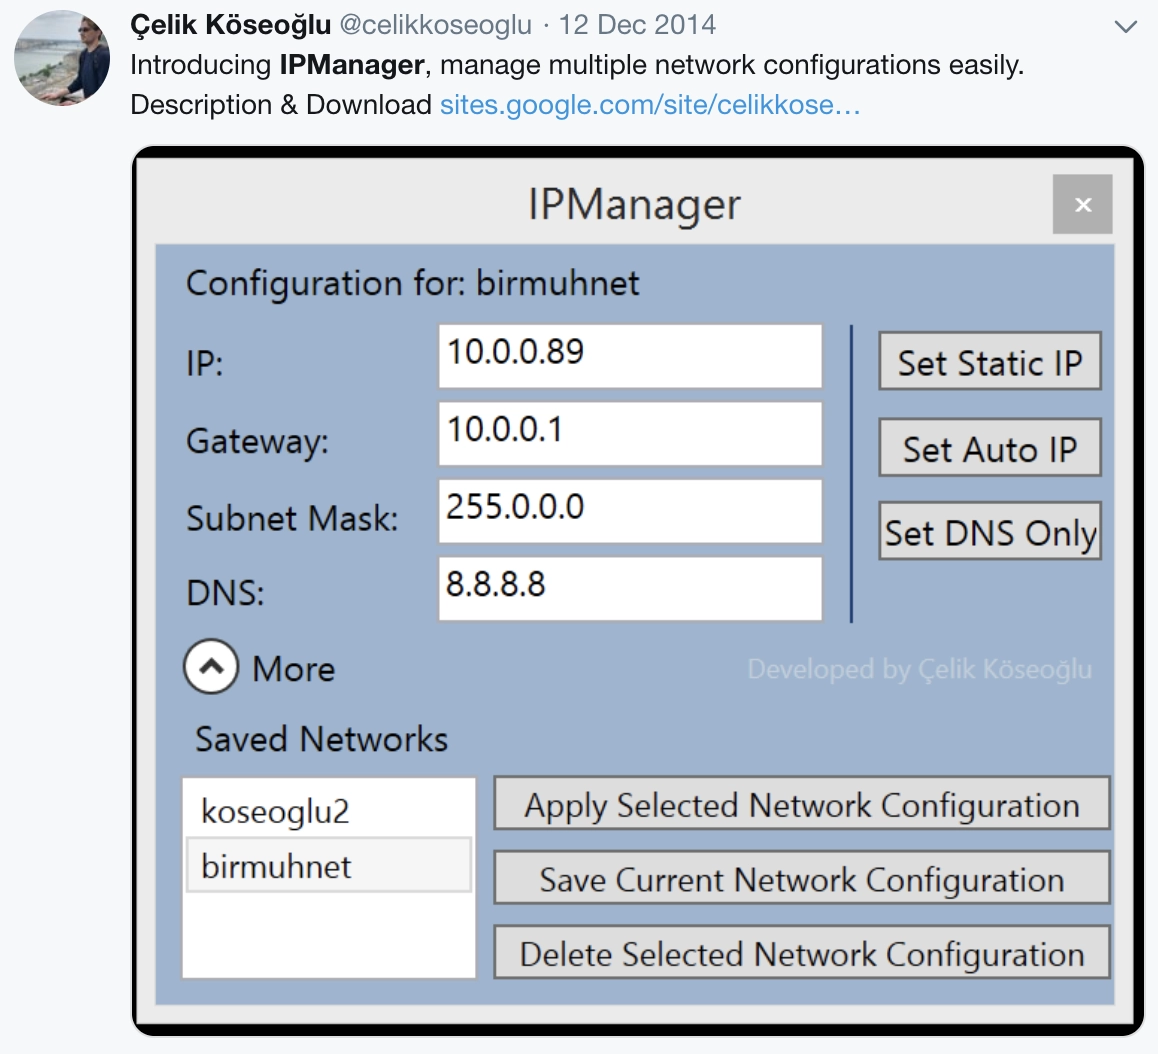 Çelik Köseoğlu @celikkoseoglu · 12 Dec 2014
Introducing IPManager, manage multiple network configurations easily.
Description & Download sites.google.com/site/celikkose…
IPManager
×
Configuration for: birmuhnet
IP: 10.0.0.89 Set Static IP
Gateway: 10.0.0.1 Set Auto IP
Subnet Mask: 255.0.0.0 Set DNS Only
DNS: 8.8.8.8
More Developed by Çelik Köseoğlu
Saved Networks
koseoglu2 Apply Selected Network Configuration
birmuhnet Save Current Network Configuration
Delete Selected Network Configuration